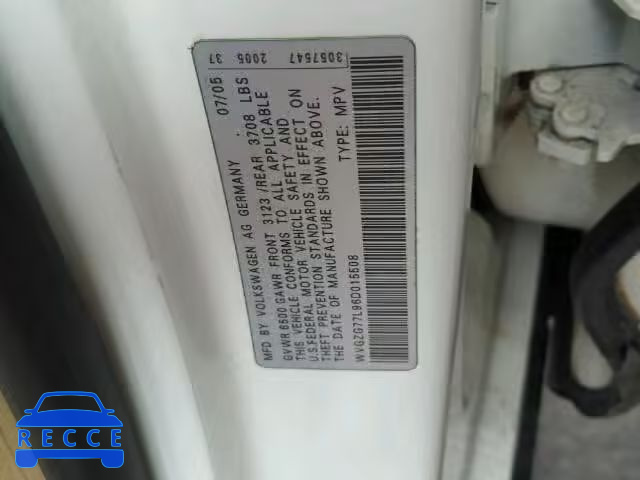 37 2005 3057547
MFD BY VOLKSWAGEN AG GERMANY . 07/05
GVWR 6500 GAWR FRONT 3123 /REAR 3708 LBS
THIS VEHICLE CONFORMS TO ALL APPLICABLE
U.S.FEDERAL MOTOR VEHICLE SAFETY AND
THEFT PREVENTION STANDARDS IN EFFECT ON
THE DATE OF MANUFACTURE SHOWN ABOVE.
TYPE: MPV
WVGZG77L96D015508
RECCE